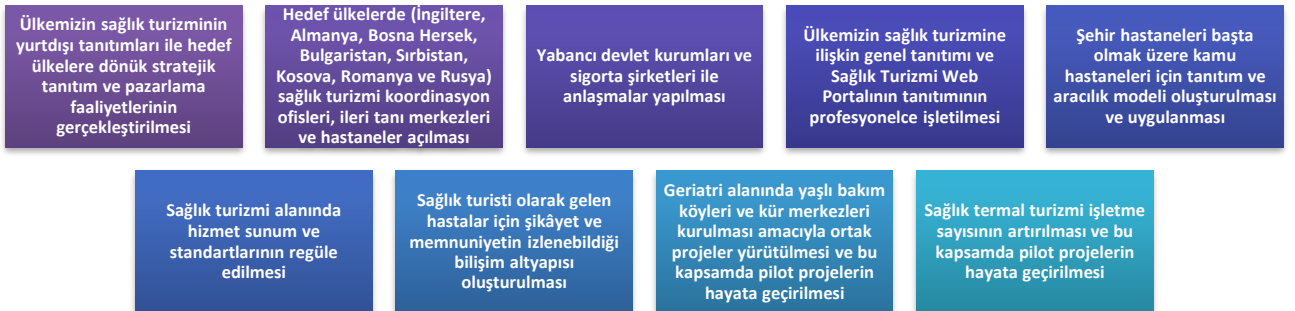 Ülkemizin sağlık turizminin
yurtdışı tanıtımları ile hedef
ülkelere dönük stratejik
tanıtım ve pazarlama
faaliyetlerinin
gerçekleştirilmesi
Hedef ülkelerde (İngiltere,
Almanya, Bosna Hersek,
Bulgaristan, Sırbistan,
Kosova, Romanya ve Rusya)
sağlık turizmi koordinasyon
ofisleri, ileri tanı merkezleri
ve hastaneler açılması
Yabancı devlet kurumları ve
sigorta şirketleri ile
anlaşmalar yapılması
Ülkemizin sağlık turizmine
ilişkin genel tanıtımı ve
Sağlık Turizmi Web
Portalının tanıtımının
profesyonelce işletilmesi
Şehir hastaneleri başta
olmak üzere kamu
hastaneleri için tanıtım ve
aracılık modeli oluşturulması
ve uygulanması
Sağlık turizmi alanında
hizmet sunum ve
standartlarının regüle
edilmesi
Sağlık turisti olarak gelen
hastalar için şikâyet ve
memnuniyetin izlenebildiği
bilişim altyapısı
oluşturulması
Geriatri alanında yaşlı bakım
köyleri ve kür merkezleri
kurulması amacıyla ortak
projeler yürütülmesi ve bu
kapsamda pilot projelerin
hayata geçirilmesi
Sağlık termal turizmi işletme
sayısının artırılması ve bu
kapsamda pilot projelerin
hayata geçirilmesi